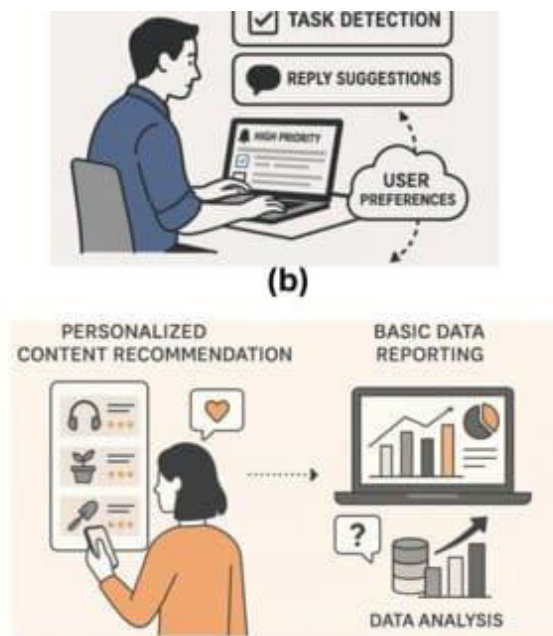 TASK DETECTION
REPLY SUGGESTIONS
HIGH PRIORITY
USER
PREFERENCES
(b)
PERSONALIZED
CONTENT RECOMMENDATION
BASIC DATA
REPORTING
?
DATA ANALYSIS